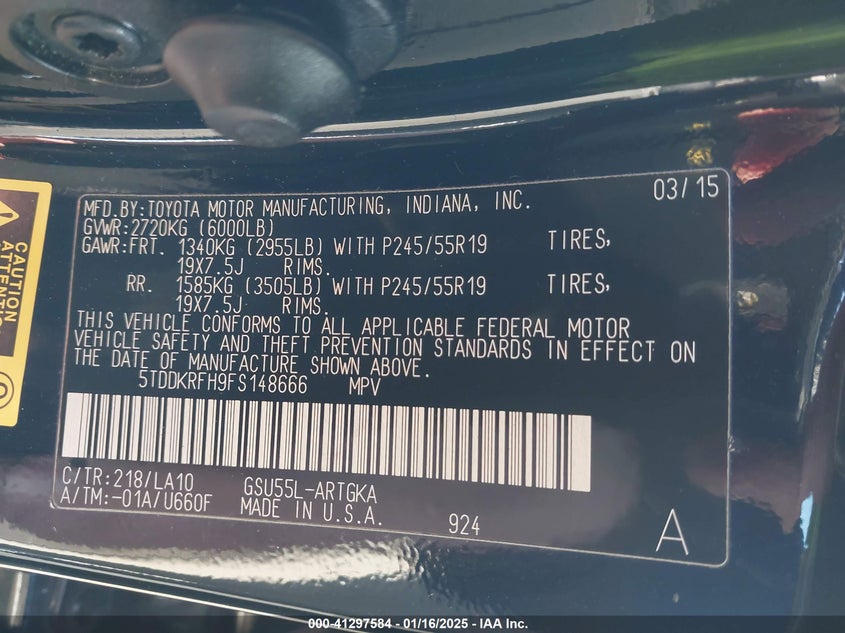 03/15
MFD.BY:TOYOTA MOTOR MANUFACTURING, INDIANA, INC.
GVWR:2720KG (6000LB)
GAWR:FRT. 1340KG (2955LB) WITH P245/55R19 TIRES,
19X7.5J RIMS.
RR. 1585KG (3505LB) WITH P245/55R19 TIRES,
19X7.5J RIMS.
THIS VEHICLE CONFORMS TO ALL APPLICABLE FEDERAL MOTOR
VEHICLE SAFETY AND THEFT PREVENTION STANDARDS IN EFFECT ON
THE DATE OF MANUFACTURE SHOWN ABOVE.
5TDDKRFH9FS148666 MPV
C/TR:218/LA10 GSU55L-ARTGKA
A/TM:-01A/U660F MADE IN U.S.A. 924
A
CAUTION
ATTENTION
000-41297584 - 01/16/2025 - IAA Inc.